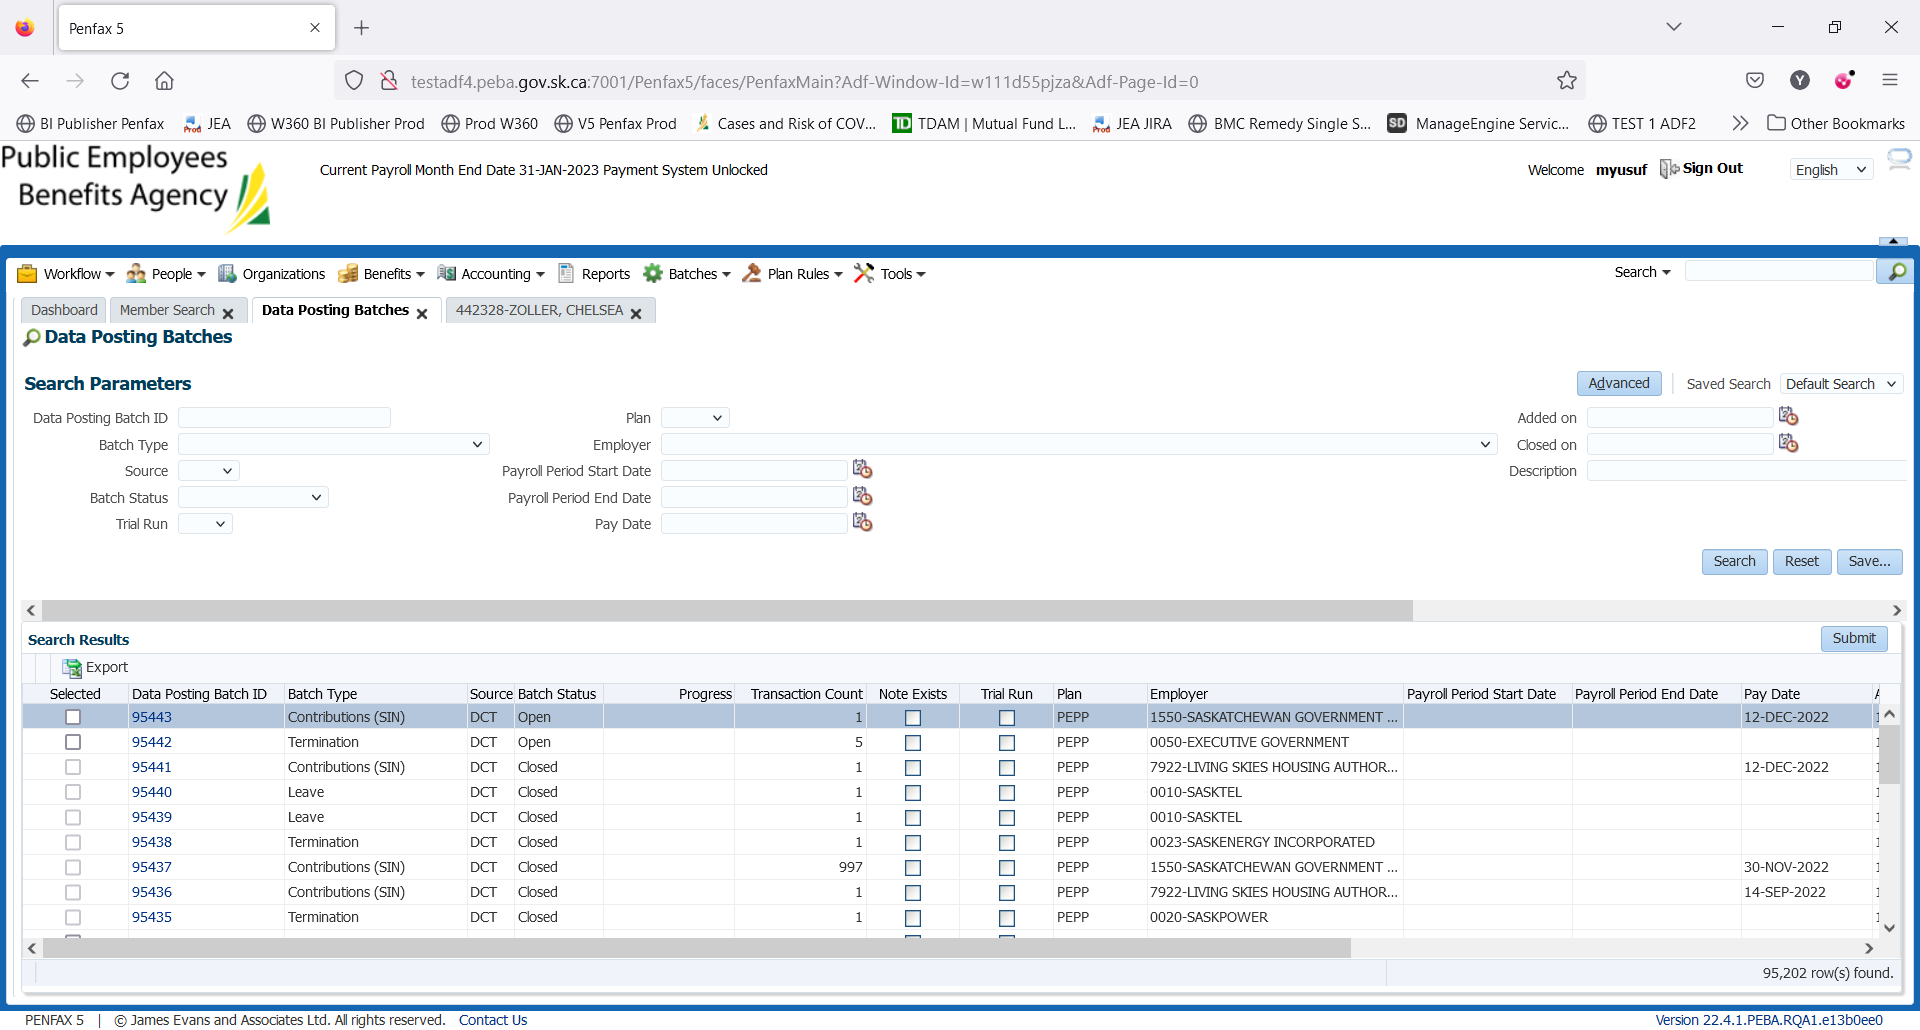 Penfax 5
testadf4.peba.gov.sk.ca:7001/Penfax5/faces/PenfaxMain?Adf-Window-Id=w111d55pjza&Adf-Page-Id=0
Y
BI Publisher Penfax JEA W360 BI Publisher Prod Prod W360 V5 Penfax Prod Cases and Risk of COV... TD TDAM | Mutual Fund L... JEA JIRA BMC Remedy Single S... SD ManageEngine Servic... TEST 1 ADF2 Other Bookmarks
Public Employees
Benefits Agency
Current Payroll Month End Date 31-JAN-2023 Payment System Unlocked
Welcome myusuf Sign Out English
Workflow People Organizations Benefits Accounting Reports Batches Plan Rules Tools Search
Dashboard Member Search Data Posting Batches 442328-ZOLLER, CHELSEA
Data Posting Batches
Search Parameters Advanced Saved Search Default Search
Data Posting Batch ID Plan Added on
Batch Type Employer Closed on
Source Payroll Period Start Date Description
Batch Status Payroll Period End Date
Trial Run Pay Date
Search Reset Save...
Search Results Submit
Export
Selected Data Posting Batch ID Batch Type Source Batch Status Progress Transaction Count Note Exists Trial Run Plan Employer Payroll Period Start Date Payroll Period End Date Pay Date
95443 Contributions (SIN) DCT Open 1 PEPP 1550-SASKATCHEWAN GOVERNMENT ... 12-DEC-2022
95442 Termination DCT Open 5 PEPP 0050-EXECUTIVE GOVERNMENT
95441 Contributions (SIN) DCT Closed 1 PEPP 7922-LIVING SKIES HOUSING AUTHOR... 12-DEC-2022
95440 Leave DCT Closed 1 PEPP 0010-SASKTEL
95439 Leave DCT Closed 1 PEPP 0010-SASKTEL
95438 Termination DCT Closed 1 PEPP 0023-SASKENERGY INCORPORATED
95437 Contributions (SIN) DCT Closed 997 PEPP 1550-SASKATCHEWAN GOVERNMENT ... 30-NOV-2022
95436 Contributions (SIN) DCT Closed 1 PEPP 7922-LIVING SKIES HOUSING AUTHOR... 14-SEP-2022
95435 Termination DCT Closed 1 PEPP 0020-SASKPOWER
95,202 row(s) found.
PENFAX 5 | © James Evans and Associates Ltd. All rights reserved. Contact Us Version 22.4.1.PEBA.RQA1.e13b0ee0